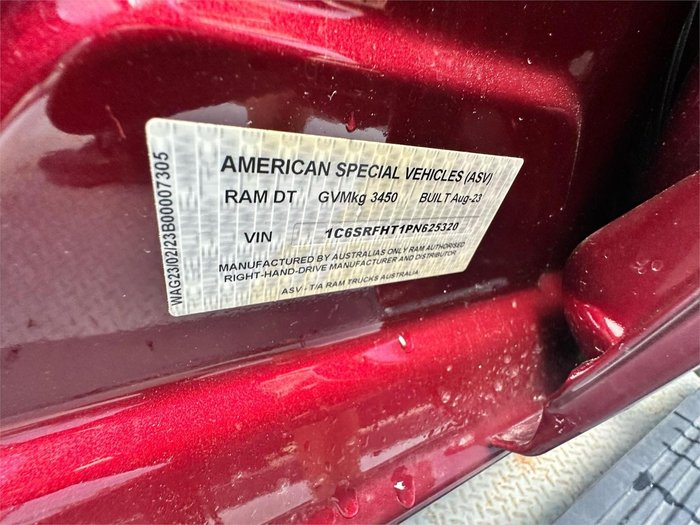 AMERICAN SPECIAL VEHICLES (ASV)
RAM DT GVMkg 3450 BUILT Aug-23
VIN 1C6SRFHT1PN625320
MANUFACTURED BY AUSTRALIAS ONLY RAM AUTHORISED
RIGHT-HAND-DRIVE MANUFACTURER AND DISTRIBUTOR
ASV - T/A RAM TRUCKS AUSTRALIA
WAG23/02/23B00007305